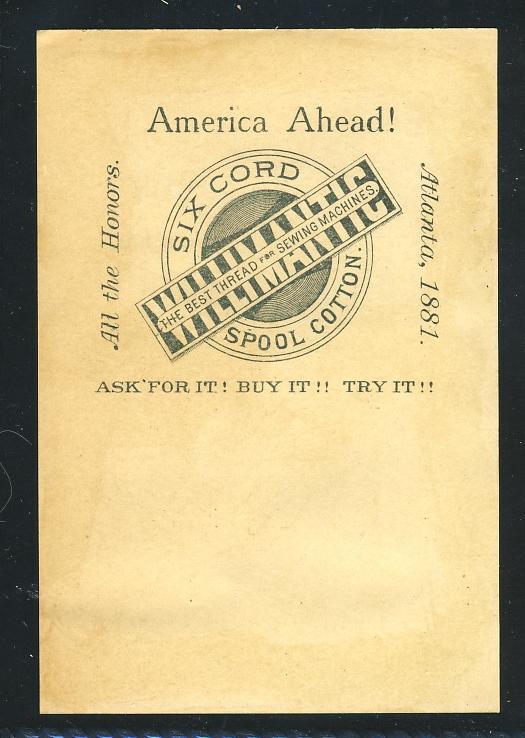 America Ahead!
All the Honors.
SIX CORD
WILLIMANTIC
THE BEST THREAD FOR SEWING MACHINES.
SPOOL COTTON.
Atlanta, 1881.
ASK FOR IT! BUY IT!! TRY IT!!